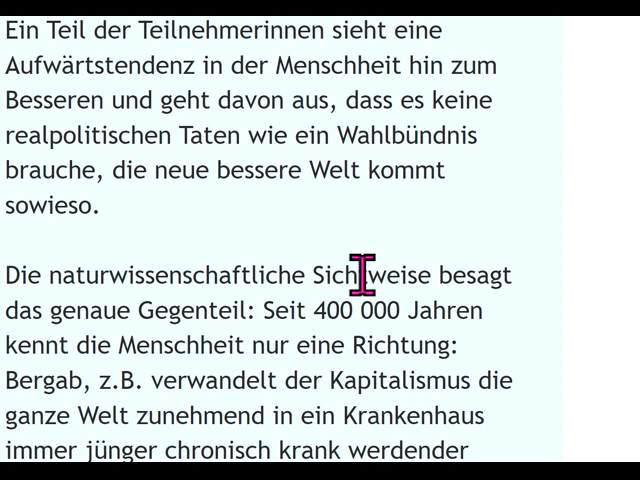 Ein Teil der Teilnehmerinnen sieht eine
Aufwärtstendenz in der Menschheit hin zum
Besseren und geht davon aus, dass es keine
realpolitischen Taten wie ein Wahlbündnis
brauche, die neue bessere Welt kommt
sowieso.
Die naturwissenschaftliche Sichtweise besagt
das genaue Gegenteil: Seit 400 000 Jahren
kennt die Menschheit nur eine Richtung:
Bergab, z.B. verwandelt der Kapitalismus die
ganze Welt zunehmend in ein Krankenhaus
immer jünger chronisch krank werdender